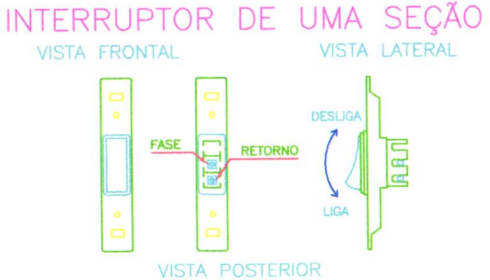 INTERRUPTOR DE UMA SEÇÃO
VISTA FRONTAL
VISTA LATERAL
DESLIGA
FASE
RETORNO
LIGA
VISTA POSTERIOR